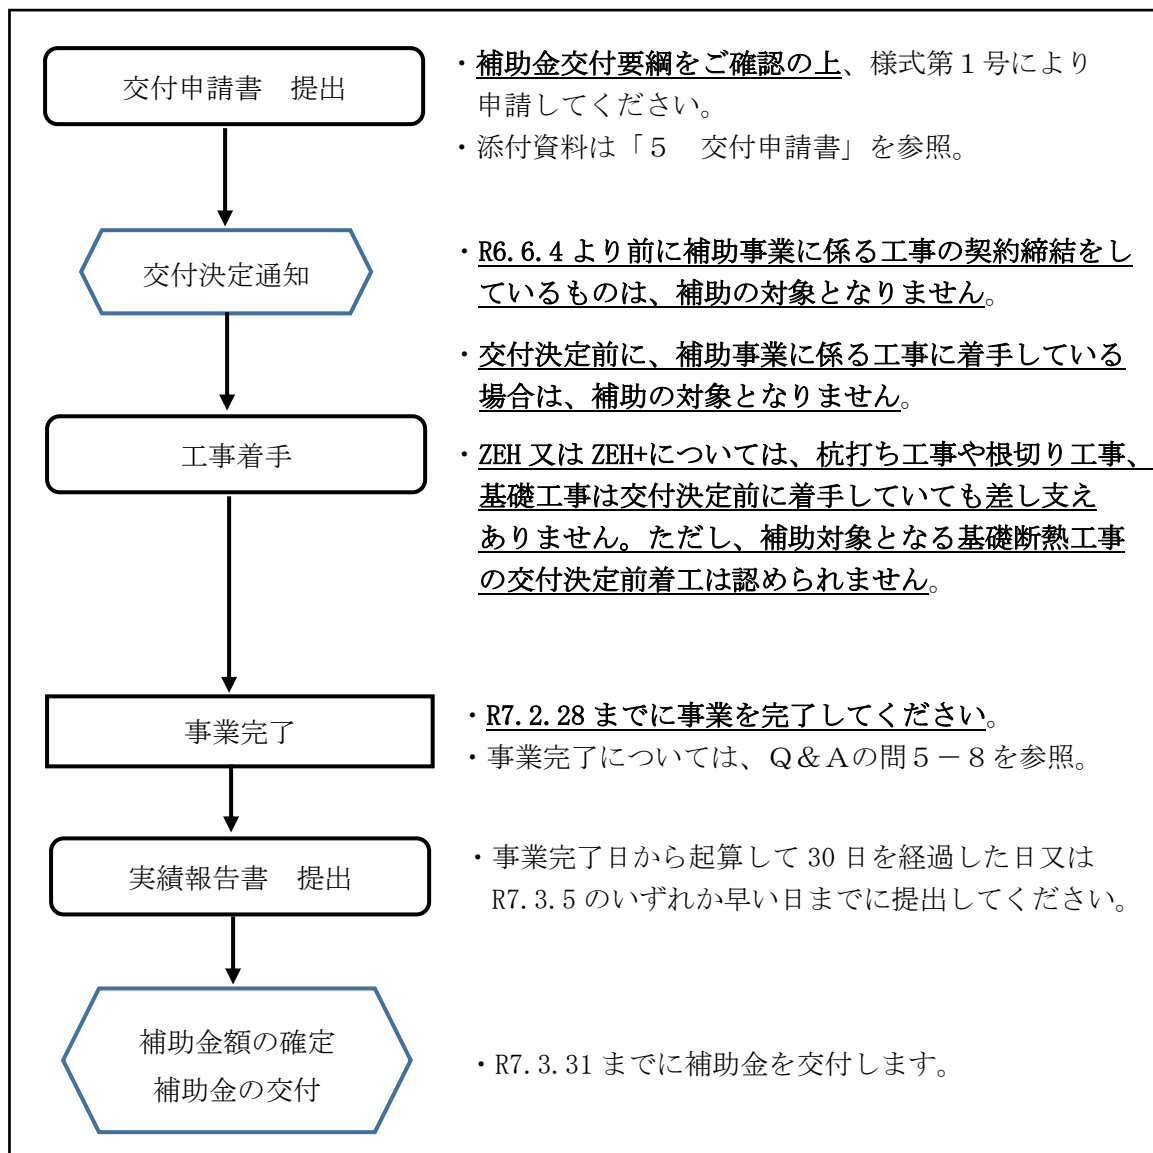 交付申請書　提出
・補助金交付要綱をご確認の上、様式第１号により
申請してください。
・添付資料は「５　交付申請書」を参照。
交付決定通知
・R6.6.4 より前に補助事業に係る工事の契約締結をし
ているものは、補助の対象となりません。
・交付決定前に、補助事業に係る工事に着手している
場合は、補助の対象となりません。
工事着手
・ZEH 又は ZEH+については、杭打ち工事や根切り工事、
基礎工事は交付決定前に着手していても差し支え
ありません。ただし、補助対象となる基礎断熱工事
の交付決定前着工は認められません。
事業完了
・R7.2.28 までに事業を完了してください。
・事業完了については、Ｑ＆Ａの問５－８を参照。
実績報告書　提出
・事業完了日から起算して 30 日を経過した日又は
R7.3.5 のいずれか早い日までに提出してください。
補助金額の確定
補助金の交付
・R7.3.31 までに補助金を交付します。